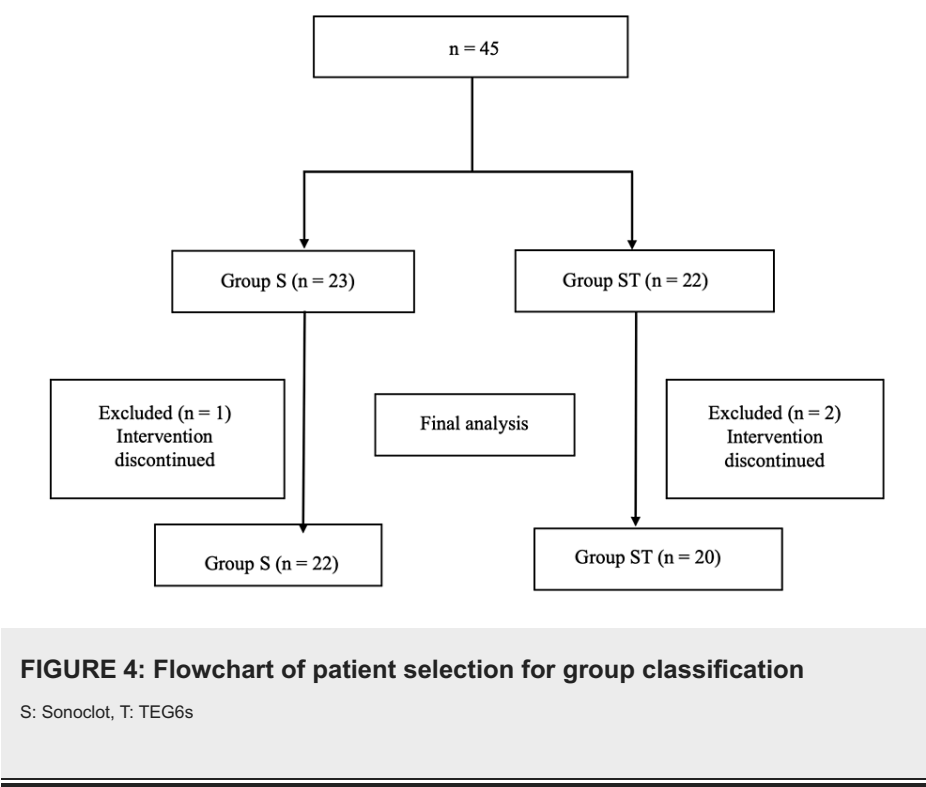 n = 45
Group S (n = 23)
Group ST (n = 22)
Excluded (n = 1)
Intervention
discontinued
Final analysis
Excluded (n = 2)
Intervention
discontinued
Group S (n = 22)
Group ST (n = 20)
FIGURE 4: Flowchart of patient selection for group classification
S: Sonoclot, T: TEG6s